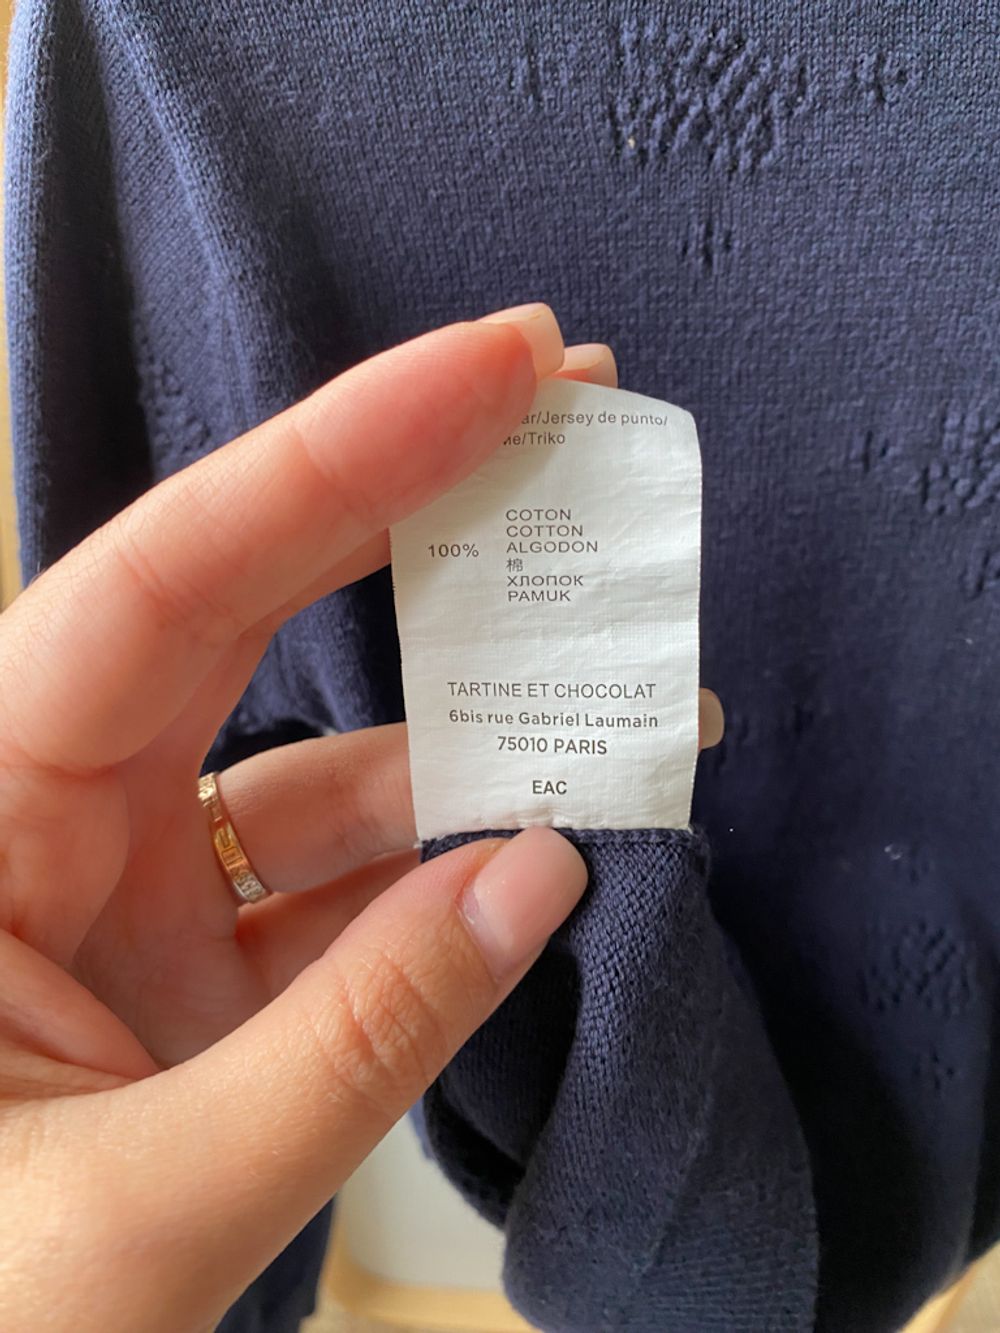 ar/Jersey de punto/
ие/Triko
100%
COTON
COTTON
ALGODON
棉
ХЛОПОК
PAMUK
TARTINE ET CHOCOLAT
6bis rue Gabriel Laumain
75010 PARIS
EAC